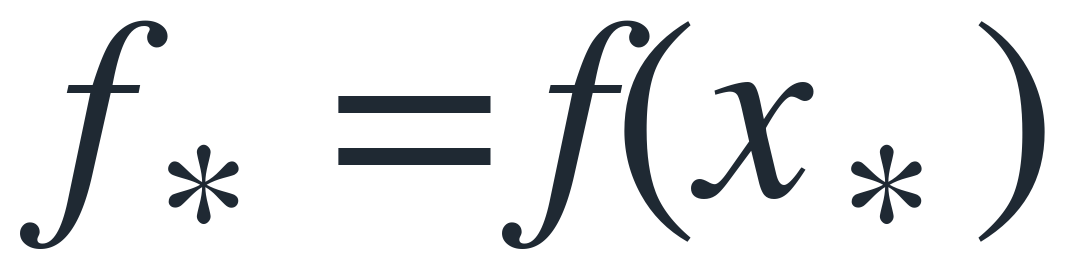 f* = f(x*)